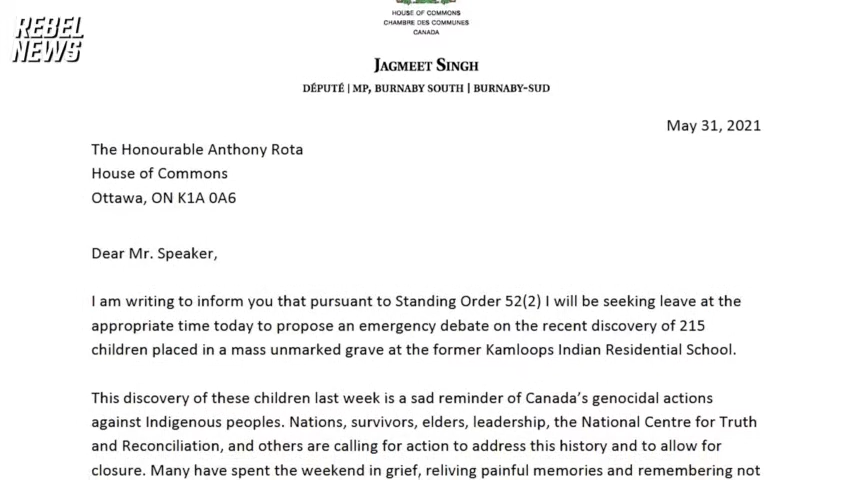 REBEL
NEWS
HOUSE OF COMMONS
CHAMBRE DES COMMUNES
CANADA
JAGMEET SINGH
DÉPUTÉ | MP, BURNABY SOUTH | BURNABY-SUD
May 31, 2021
The Honourable Anthony Rota
House of Commons
Ottawa, ON K1A 0A6
Dear Mr. Speaker,
I am writing to inform you that pursuant to Standing Order 52(2) I will be seeking leave at the
appropriate time today to propose an emergency debate on the recent discovery of 215
children placed in a mass unmarked grave at the former Kamloops Indian Residential School.
This discovery of these children last week is a sad reminder of Canada's genocidal actions
against Indigenous peoples. Nations, survivors, elders, leadership, the National Centre for Truth
and Reconciliation, and others are calling for action to address this history and to allow for
closure. Many have spent the weekend in grief, reliving painful memories and remembering not